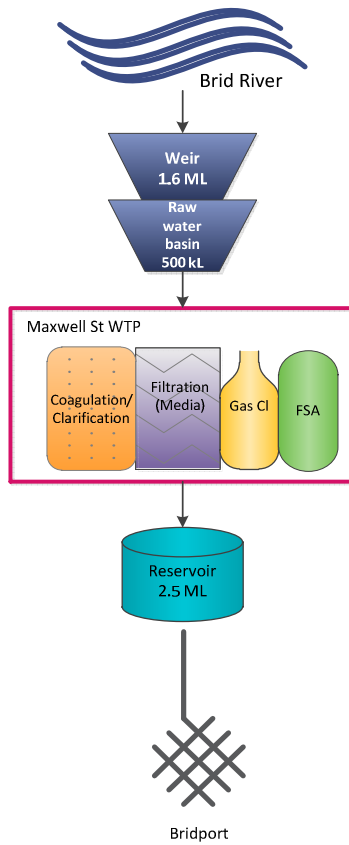 Brid River
Weir
1.6 ML
Raw
water
basin
500 kL
Maxwell St WTP
Coagulation/
Clarification
Filtration
(Media)
Gas Cl
FSA
Reservoir
2.5 ML
Bridport